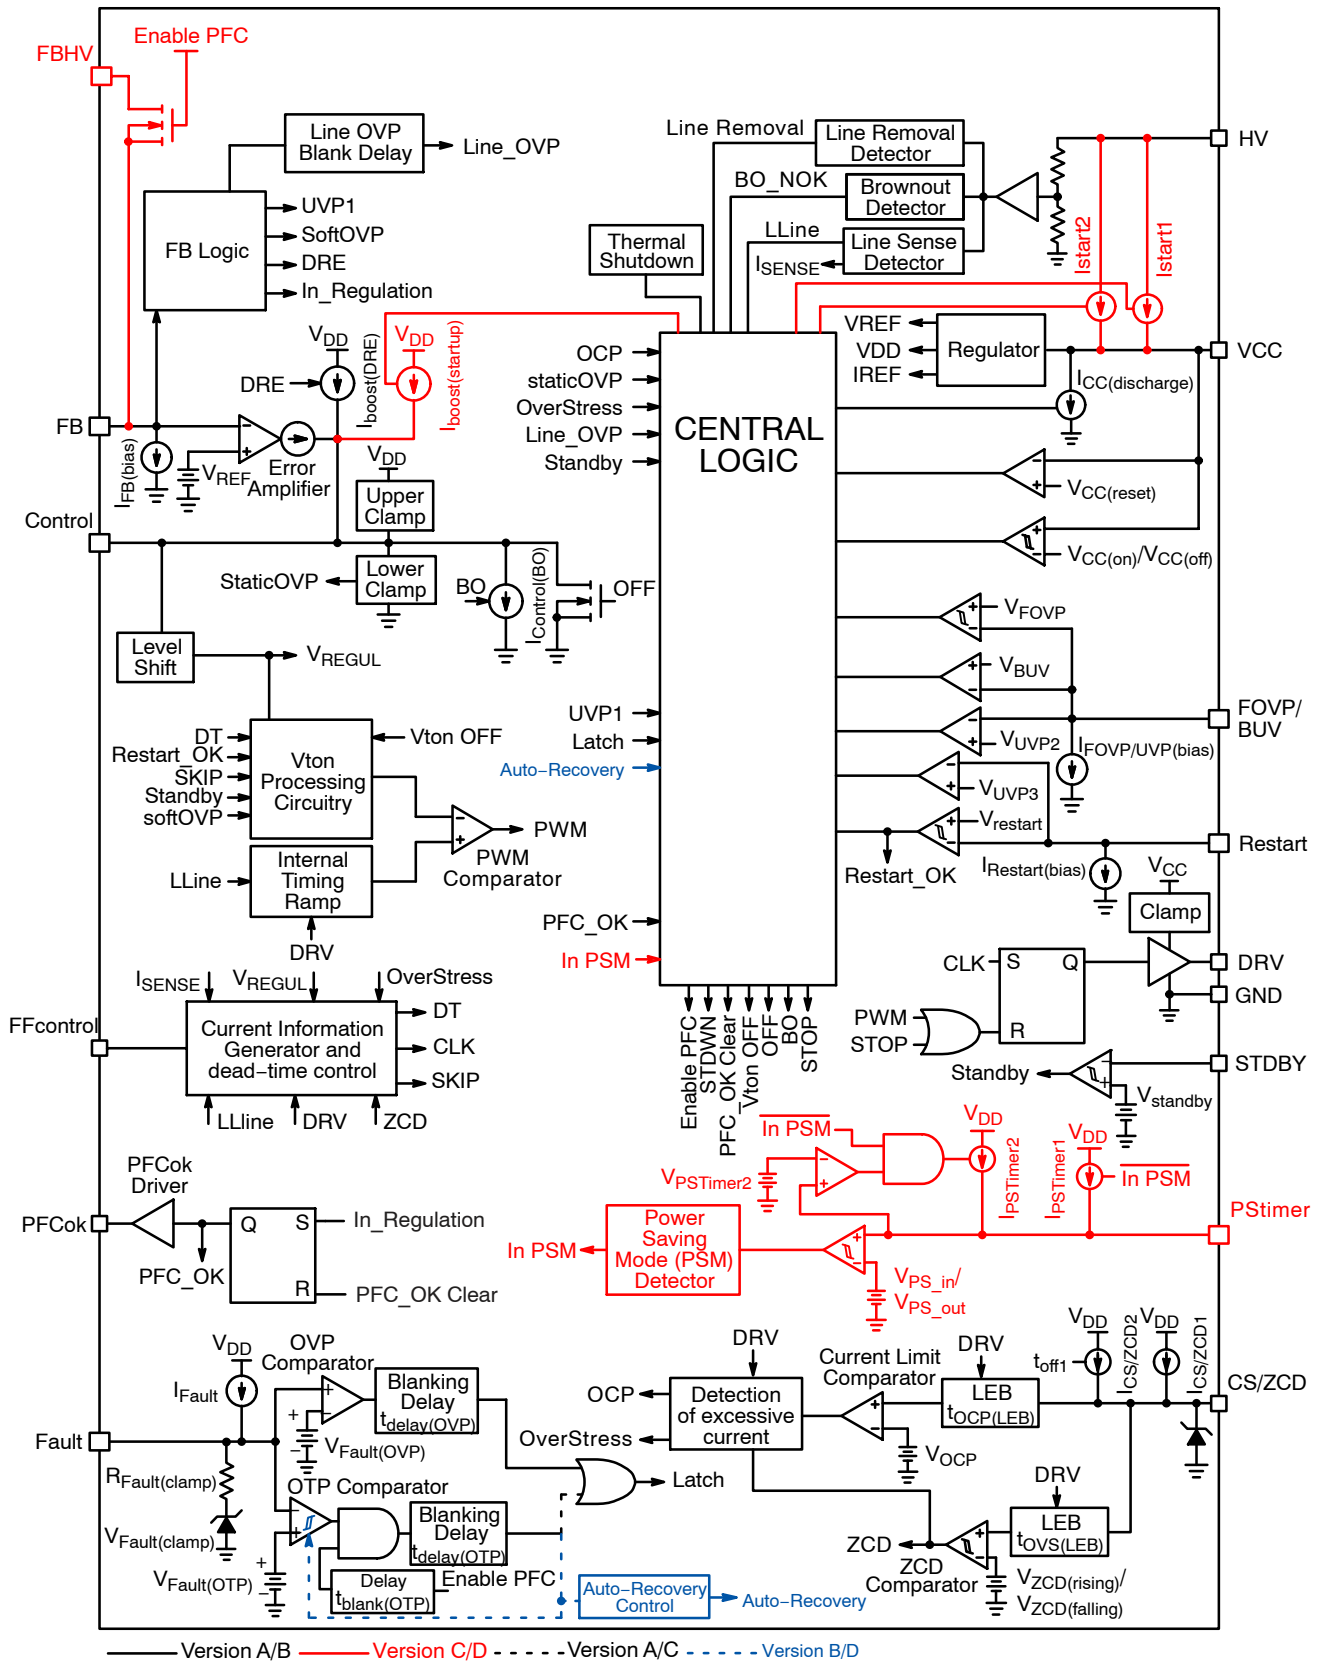 Enable PFC
FBHV
Line OVP
Blank Delay
Line_OVP
FB Logic
UVP1
SoftOVP
DRE
In_Regulation
Line Removal
Line Removal
Detector
BO_NOK
Brownout
Detector
LLine
Line Sense
Detector
ISENSE
Thermal
Shutdown
HV
Istart2
Istart1
VREF
VDD
IREF
Regulator
VCC
ICC(discharge)
VDD
DRE
Iboost(DRE)
VDD
Iboost(startup)
FB
IFB(bias)
VREF
Error
Amplifier
VDD
Upper
Clamp
Control
StaticOVP
Lower
Clamp
BO
IControl(BO)
OFF
OCP
staticOVP
OverStress
Line_OVP
Standby
CENTRAL
LOGIC
VCC(reset)
VCC(on)/VCC(off)
VFOVP
VBUV
VUVP2
FOVP/
BUV
IFOVP/UVP(bias)
VUVP3
Vrestart
Restart
Restart_OK
IRestart(bias)
Level
Shift
VREGUL
UVP1
Latch
Auto−Recovery
DT
Restart_OK
SKIP
Standby
softOVP
Vton
Processing
Circuitry
Vton OFF
PWM
PWM
Comparator
LLine
Internal
Timing
Ramp
DRV
PFC_OK
In PSM
VCC
Clamp
CLK
S
Q
R
DRV
GND
PWM
STOP
Standby
STDBY
Vstandby
Enable PFC
STDWN
PFC_OK Clear
Vton OFF
OFF
BO
STOP
ISENSE
VREGUL
OverStress
FFcontrol
Current Information
Generator and
dead−time control
DT
CLK
SKIP
LLline
DRV
ZCD
In PSM
VPSTimer2
VDD
IPSTimer2
VDD
IPSTimer1
In PSM
PStimer
PFCok
Driver
PFCok
PFC_OK
Q
S
R
In_Regulation
PFC_OK Clear
In PSM
Power
Saving
Mode (PSM)
Detector
VPS_in/
VPS_out
VDD
IFault
OVP
Comparator
Blanking
Delay
tdelay(OVP)
VFault(OVP)
Fault
RFault(clamp)
VFault(clamp)
OTP Comparator
Blanking
Delay
tdelay(OTP)
VFault(OTP)
Delay
tblank(OTP)
Enable PFC
Latch
Auto−Recovery
Control
Auto−Recovery
DRV
OCP
OverStress
Detection
of excessive
current
Current Limit
Comparator
DRV
LEB
tOCP(LEB)
VOCP
VDD
toff1
ICS/ZCD2
VDD
ICS/ZCD1
CS/ZCD
DRV
LEB
tOVS(LEB)
ZCD
ZCD
Comparator
VZCD(rising)/
VZCD(falling)
Version A/B
Version C/D
Version A/C
Version B/D